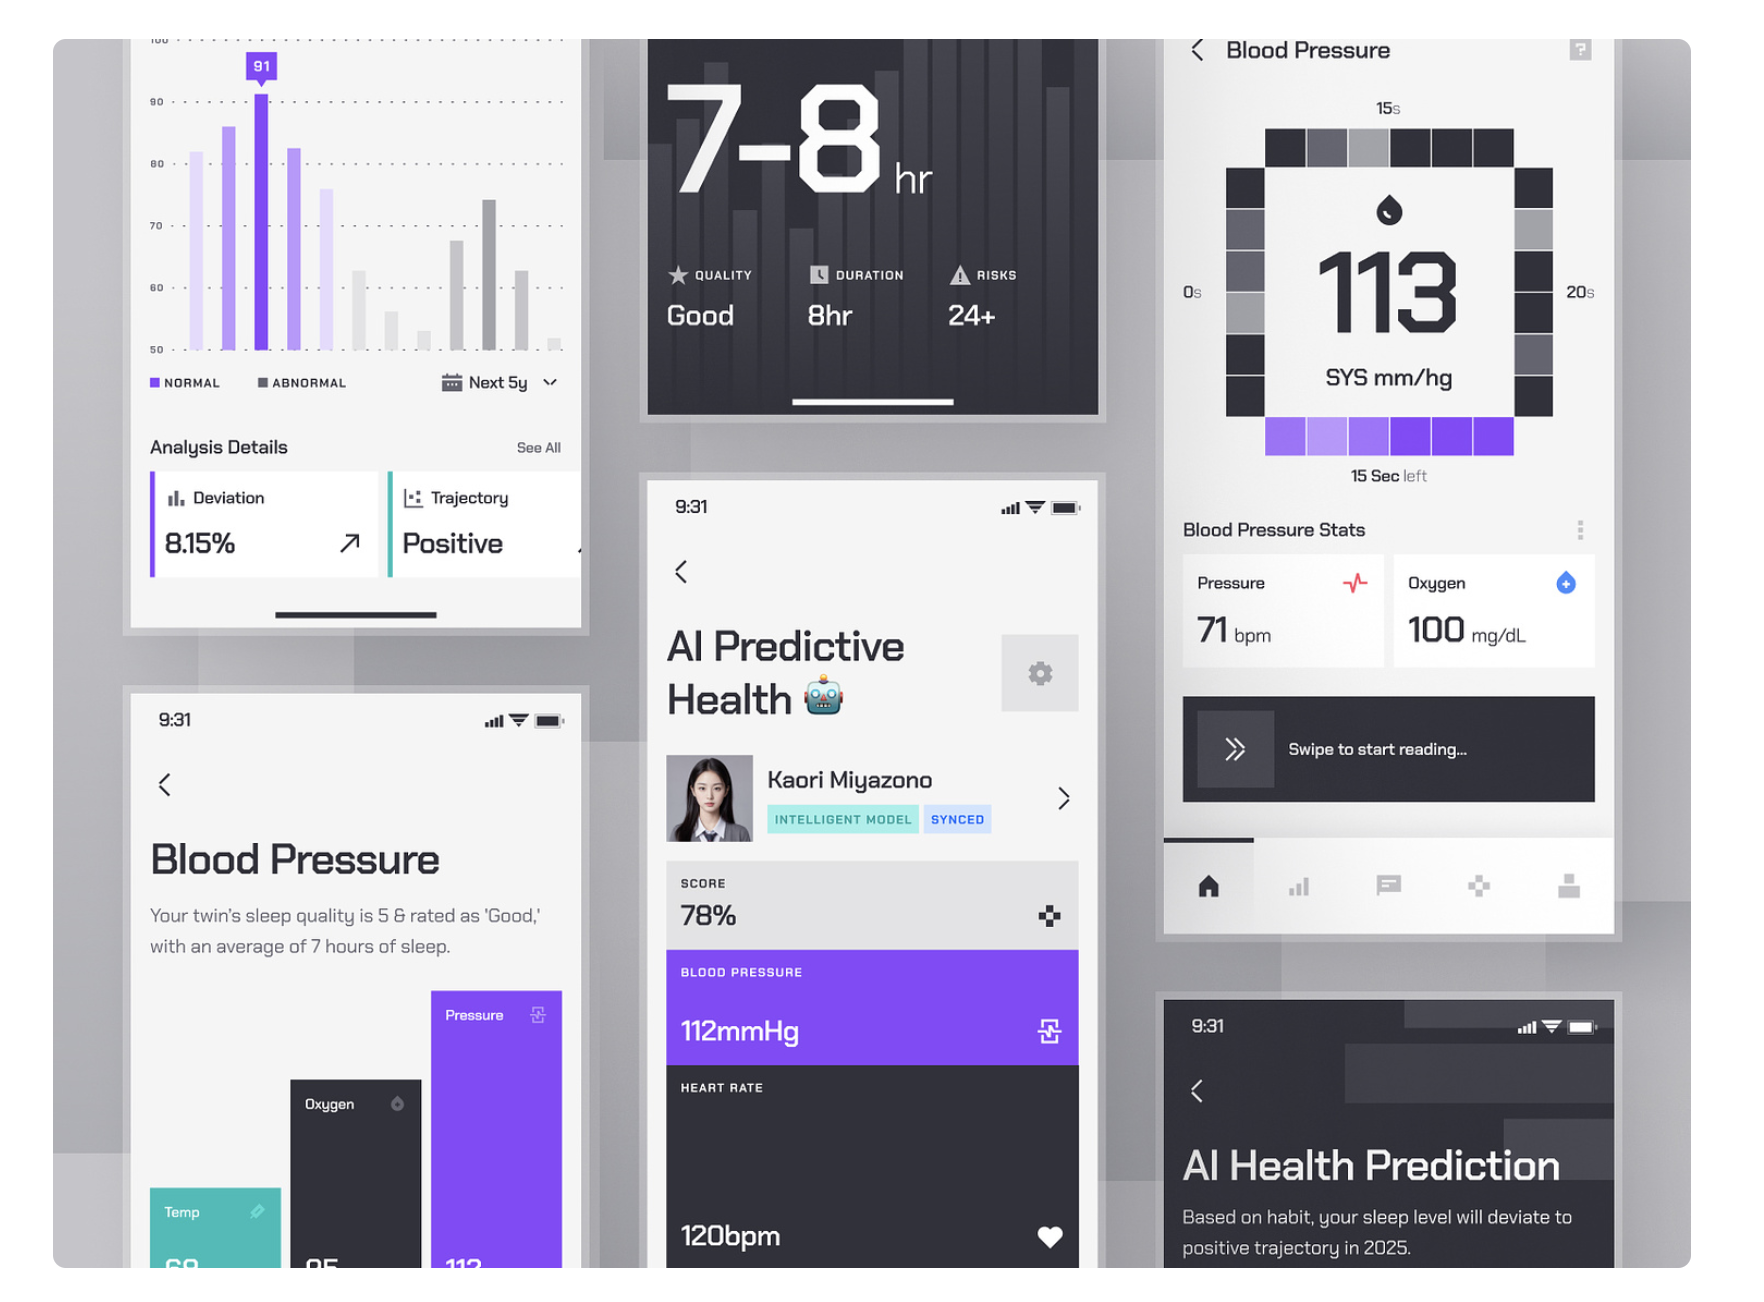 91
90
80
70
60
50
NORMAL
ABNORMAL
Next 5y
Analysis Details
See All
Deviation
8.15%
Trajectory
Positive
9:31
Blood Pressure
Your twin's sleep quality is 5 & rated as 'Good,'
with an average of 7 hours of sleep.
Pressure
Oxygen
Temp
7-8 hr
QUALITY
Good
DURATION
8hr
RISKS
24+
9:31
AI Predictive
Health
Kaori Miyazono
INTELLIGENT MODEL
SYNCED
SCORE
78%
BLOOD PRESSURE
112mmHg
HEART RATE
120bpm
Blood Pressure
?
15s
0s
113
20s
SYS mm/hg
15 Sec left
Blood Pressure Stats
Pressure
71 bpm
Oxygen
100 mg/dL
Swipe to start reading...
9:31
AI Health Prediction
Based on habit, your sleep level will deviate to
positive trajectory in 2025.